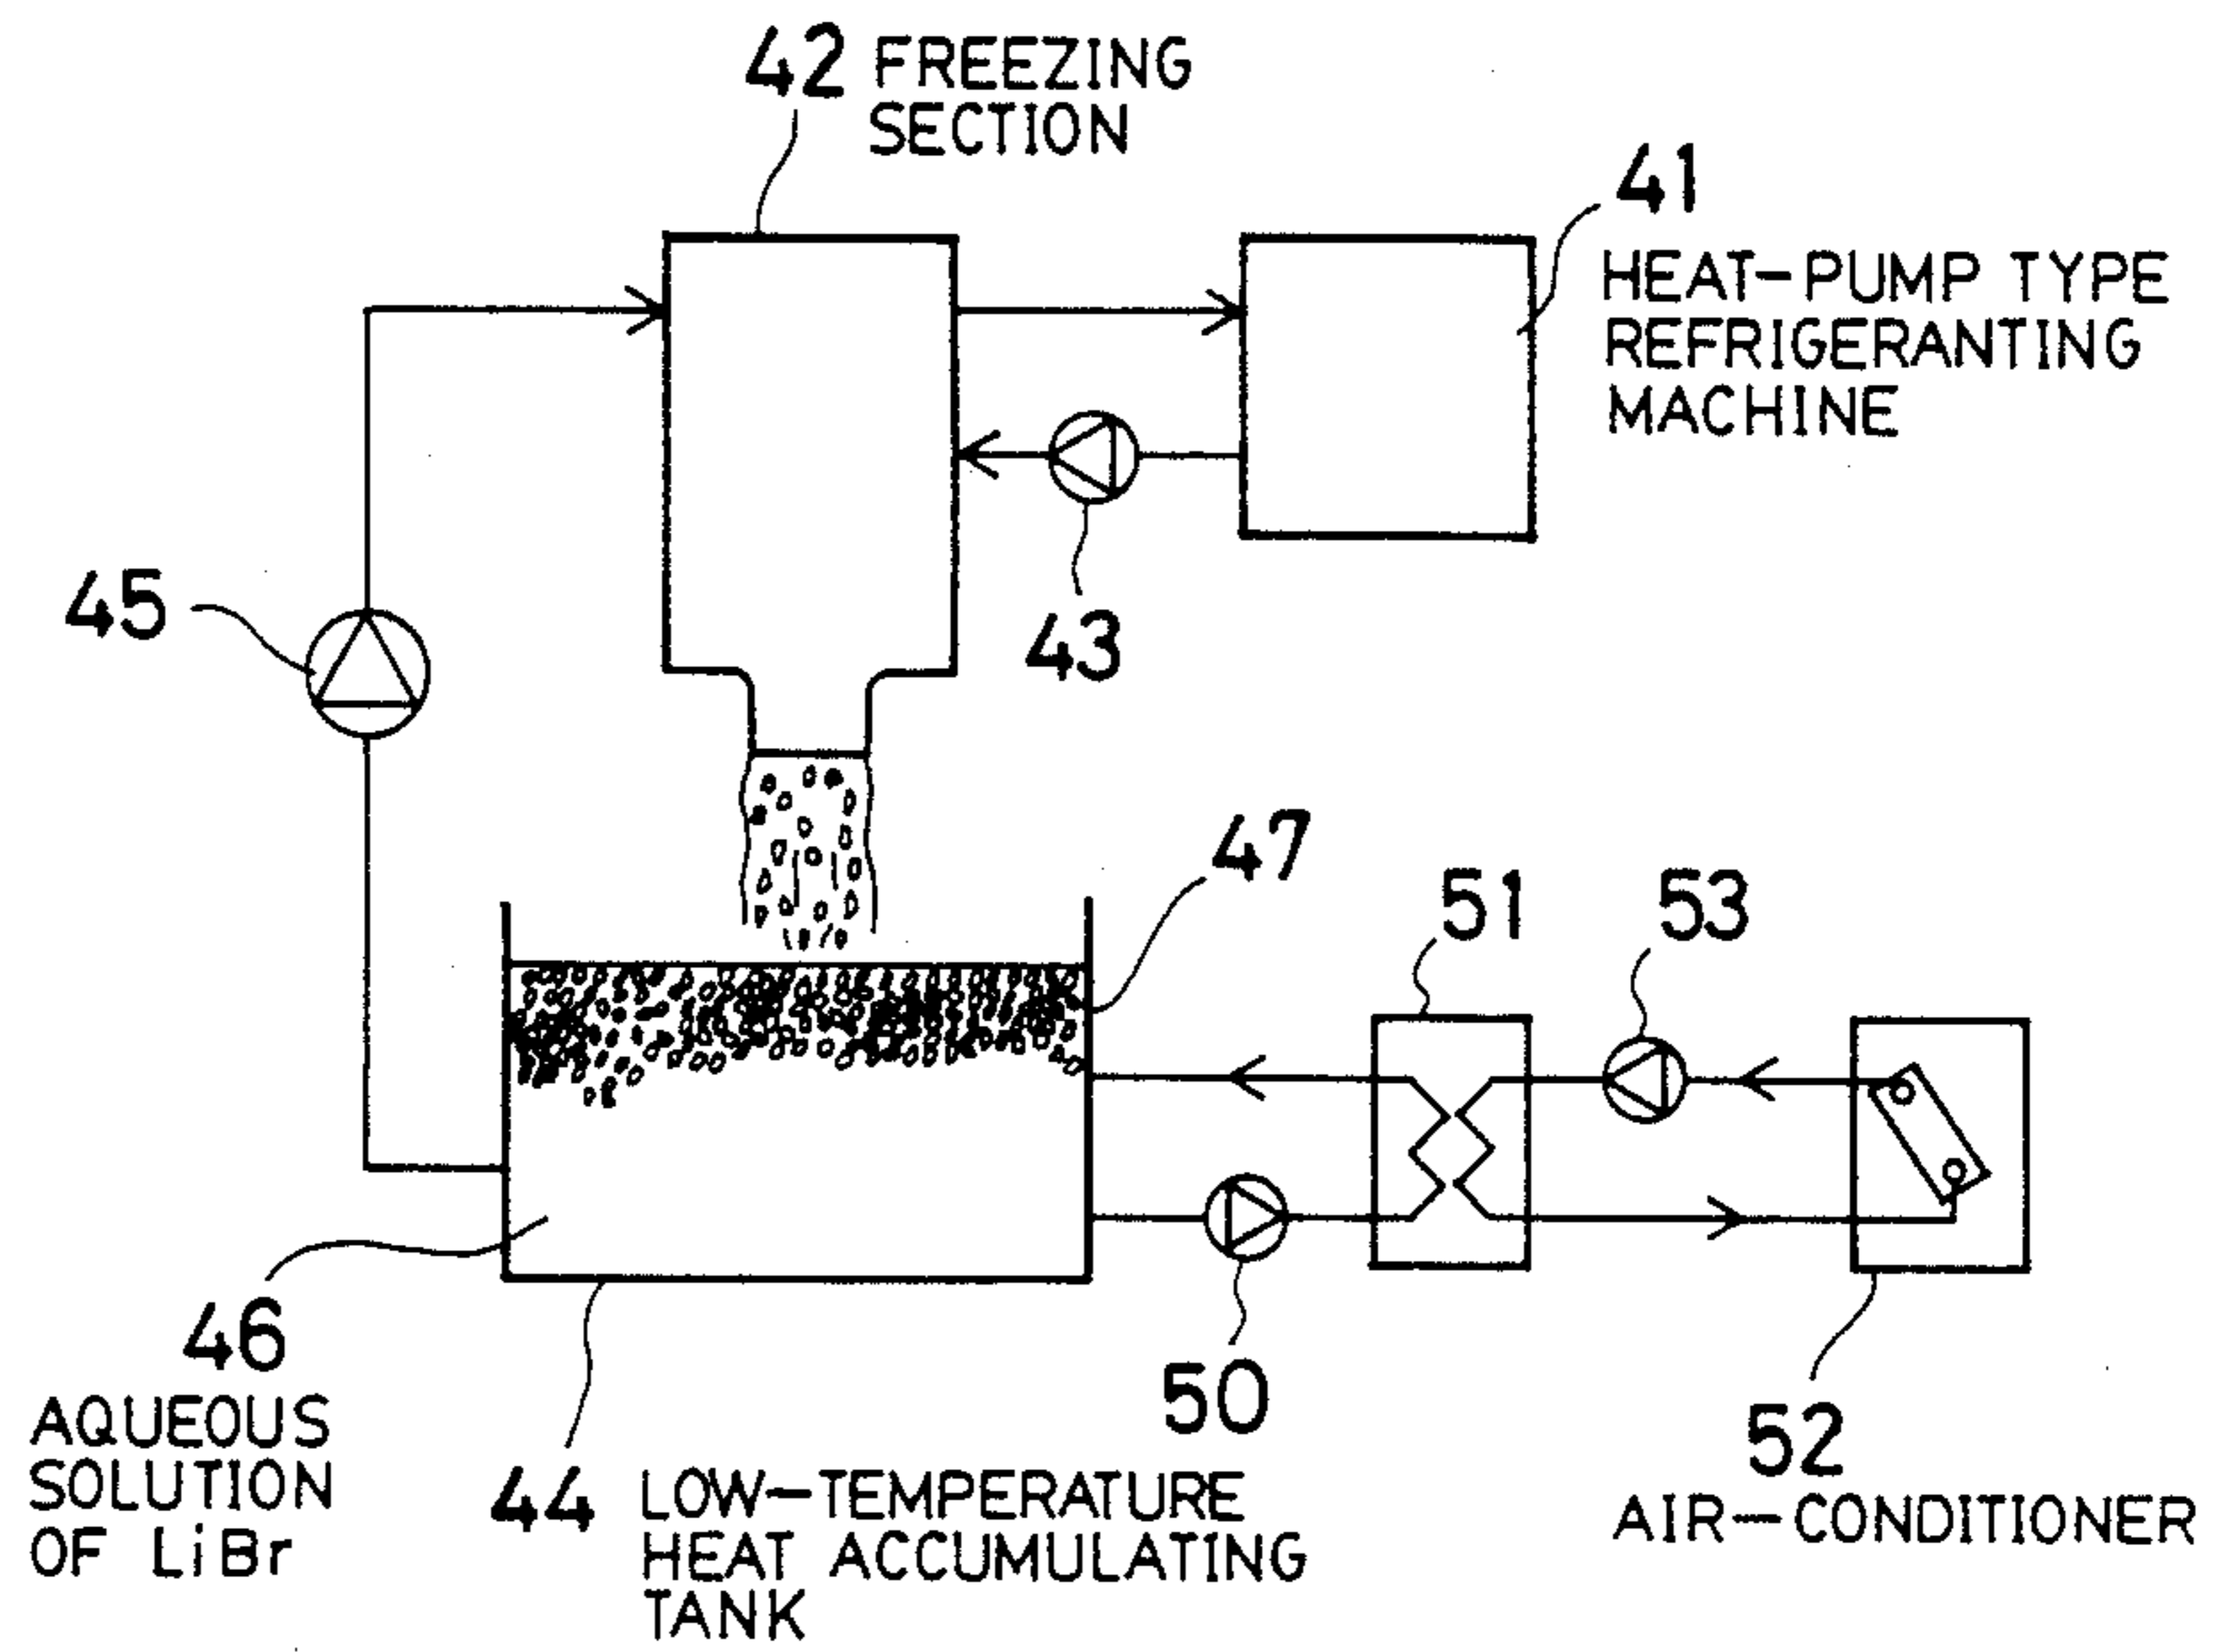 42 FREEZING
SECTION
41
HEAT-PUMP TYPE
REFRIGERANTING
MACHINE
45
43
47
51
53
46
AQUEOUS
SOLUTION
OF LiBr
44 LOW-TEMPERATURE
HEAT ACCUMULATING
TANK
50
52
AIR-CONDITIONER